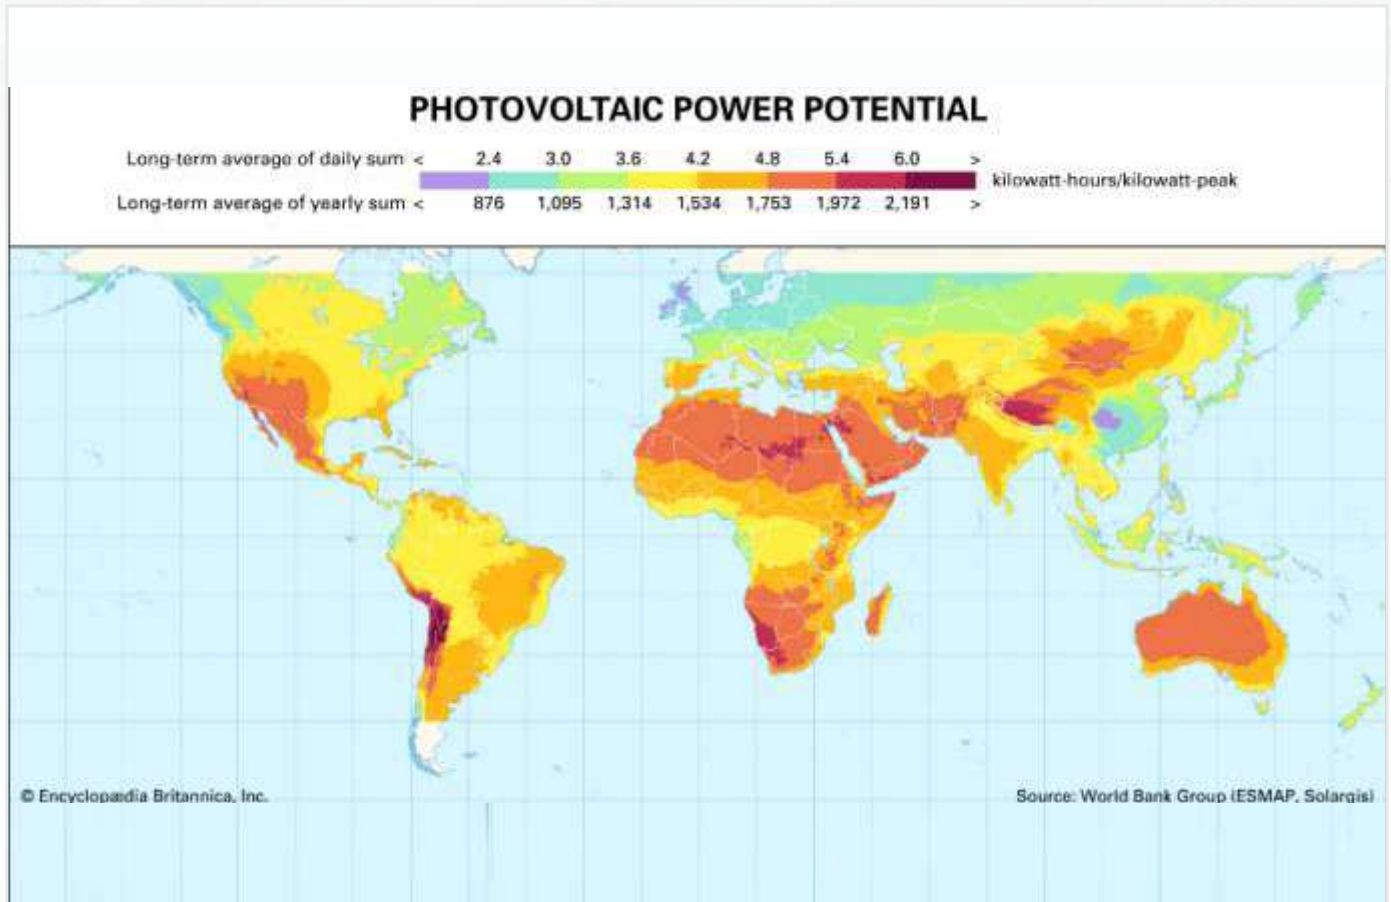 PHOTOVOLTAIC POWER POTENTIAL
Long-term average of daily sum < 2.4 3.0 3.6 4.2 4.8 5.4 6.0 >
kilowatt-hours/kilowatt-peak
Long-term average of yearly sum < 876 1,095 1,314 1,534 1,753 1,972 2,191 >
© Encyclopædia Britannica, Inc.
Source: World Bank Group (ESMAP, Solargis)